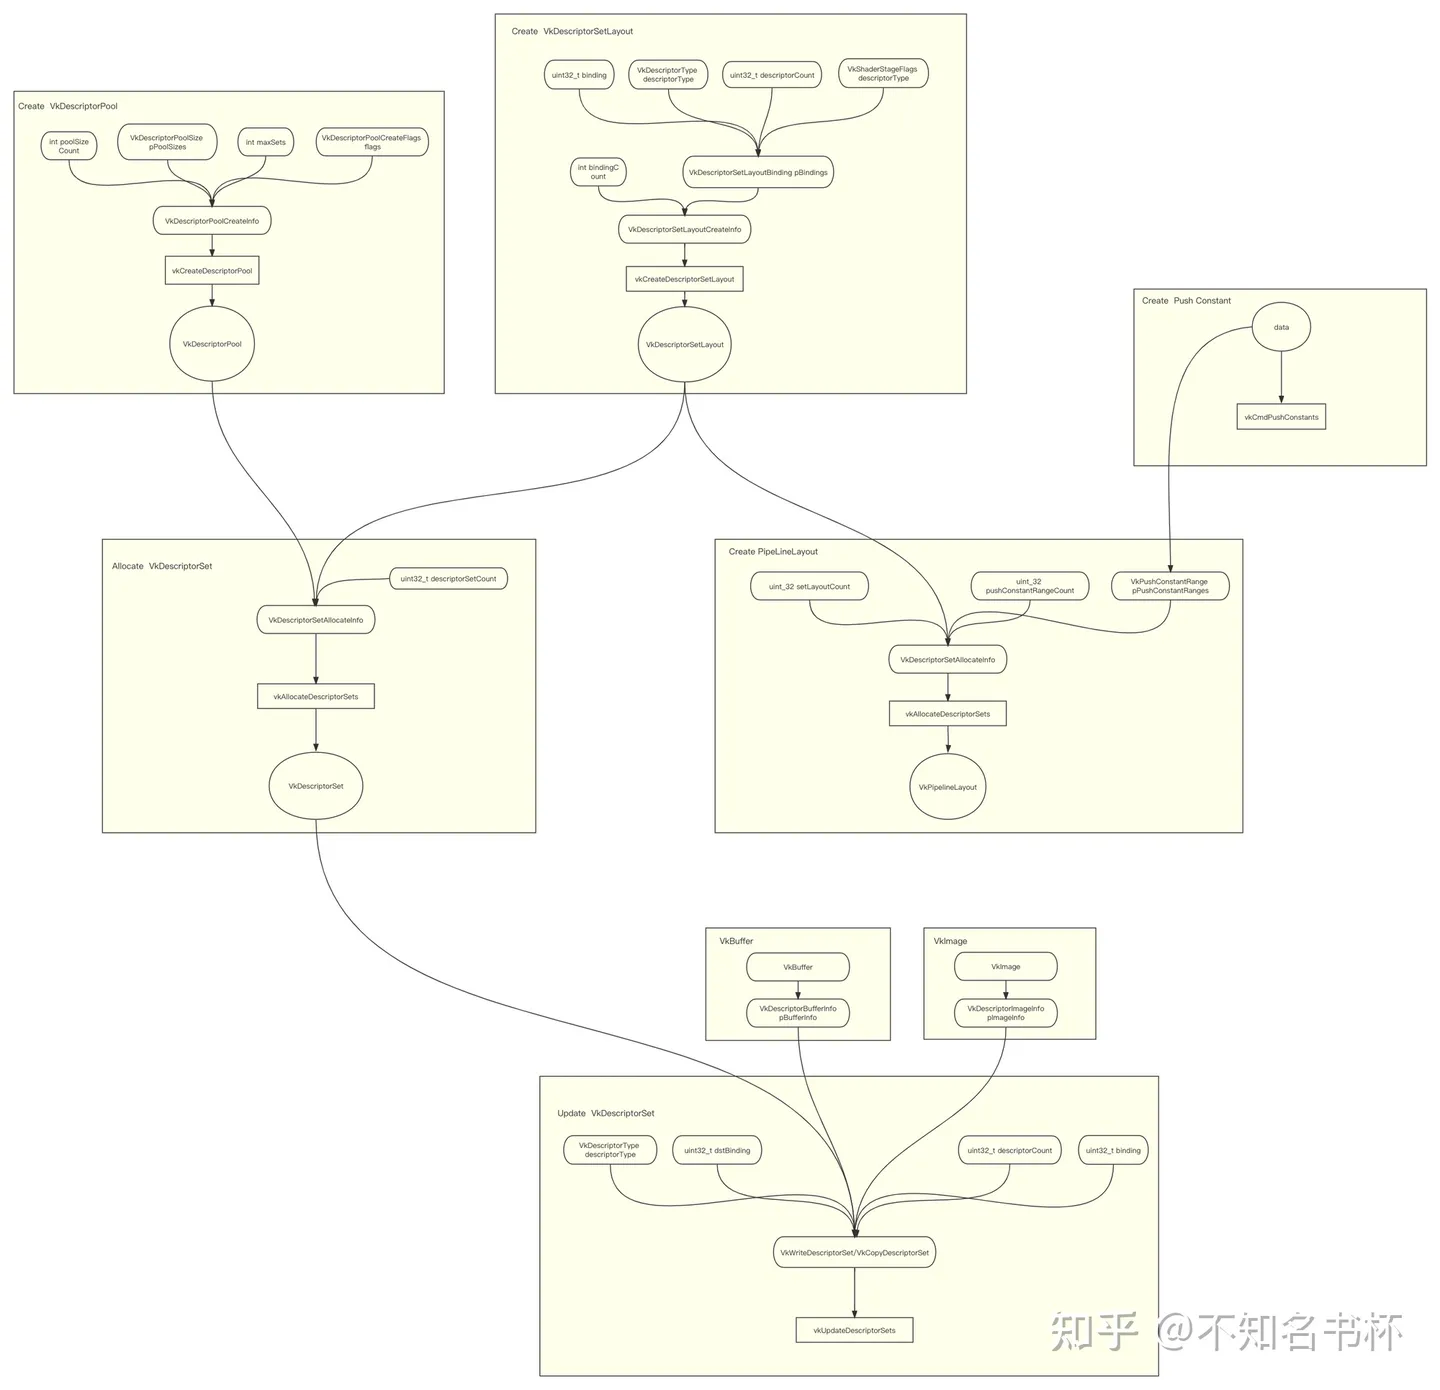 Create VkDescriptorSetLayout
uint32_t binding
VkDescriptorType
descriptorType
uint32_t descriptorCount
VkShaderStageFlags
descriptorType
int bindingC
ount
VkDescriptorSetLayoutBinding pBindings
VkDescriptorSetLayoutCreateInfo
vkCreateDescriptorSetLayout
VkDescriptorSetLayout
Create VkDescriptorPool
int poolSize
Count
VkDescriptorPoolSize
pPoolSizes
int maxSets
VkDescriptorPoolCreateFlags
flags
VkDescriptorPoolCreateInfo
vkCreateDescriptorPool
VkDescriptorPool
Create Push Constant
data
vkCmdPushConstants
Allocate VkDescriptorSet
uint32_t descriptorSetCount
VkDescriptorSetAllocateInfo
vkAllocateDescriptorSets
VkDescriptorSet
Create PipeLineLayout
uint_32 setLayoutCount
uint_32
pushConstantRangeCount
VkPushConstantRange
pPushConstantRanges
VkDescriptorSetAllocateInfo
vkAllocateDescriptorSets
VkPipelineLayout
VkBuffer
VkBuffer
VkDescriptorBufferInfo
pBufferInfo
VkImage
VkImage
VkDescriptorImageInfo
pImageInfo
Update VkDescriptorSet
VkDescriptorType
descriptorType
uint32_t dstBinding
uint32_t descriptorCount
uint32_t binding
VkWriteDescriptorSet/VkCopyDescriptorSet
vkUpdateDescriptorSets
知乎 @不知名书杯